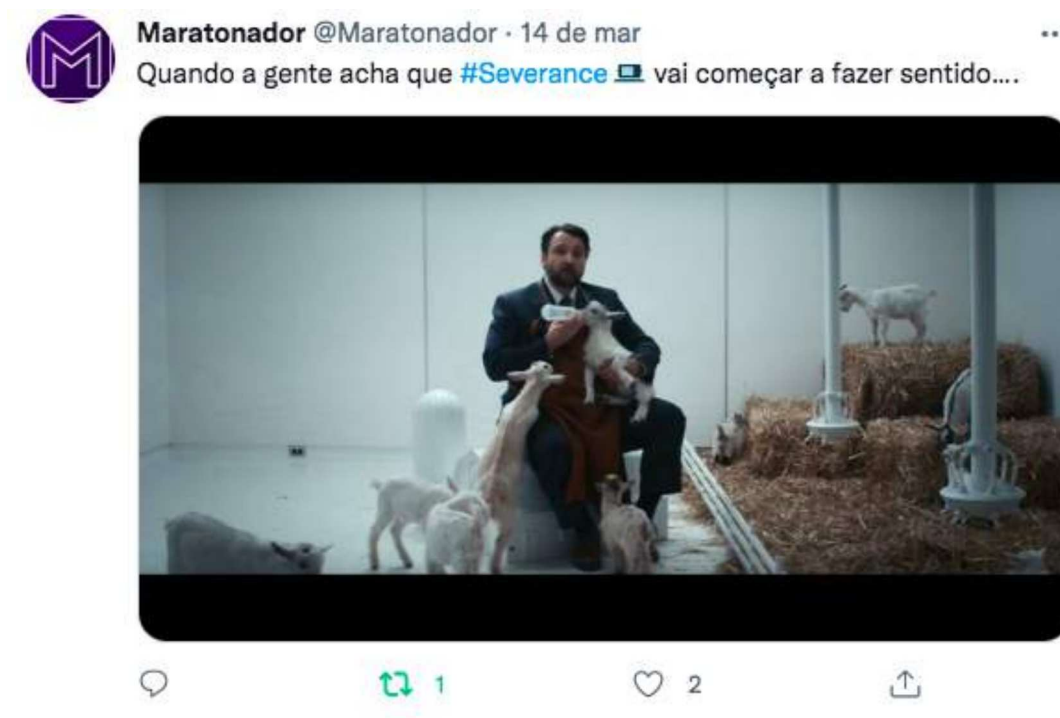 Maratonador @Maratonador · 14 de mar
Quando a gente acha que #Severance vai começar a fazer sentido....
1 2